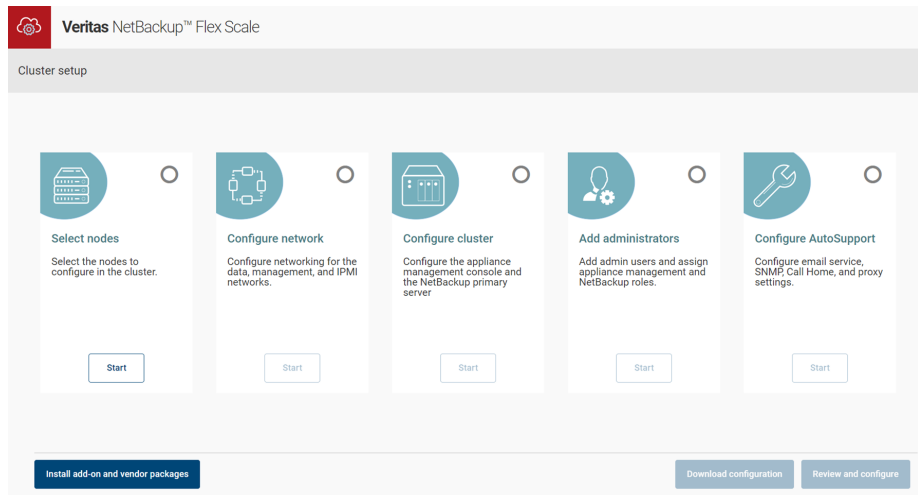 Veritas NetBackup™ Flex Scale
Cluster setup
Select nodes
Select the nodes to
configure in the cluster.
Start
Configure network
Configure networking for the
data, management, and IPMI
networks.
Start
Configure cluster
Configure the appliance
management console and
the NetBackup primary
server
Start
Add administrators
Add admin users and assign
appliance management and
NetBackup roles.
Start
Configure AutoSupport
Configure email service,
SNMP, Call Home, and proxy
settings.
Start
Install add-on and vendor packages
Download configuration
Review and configure